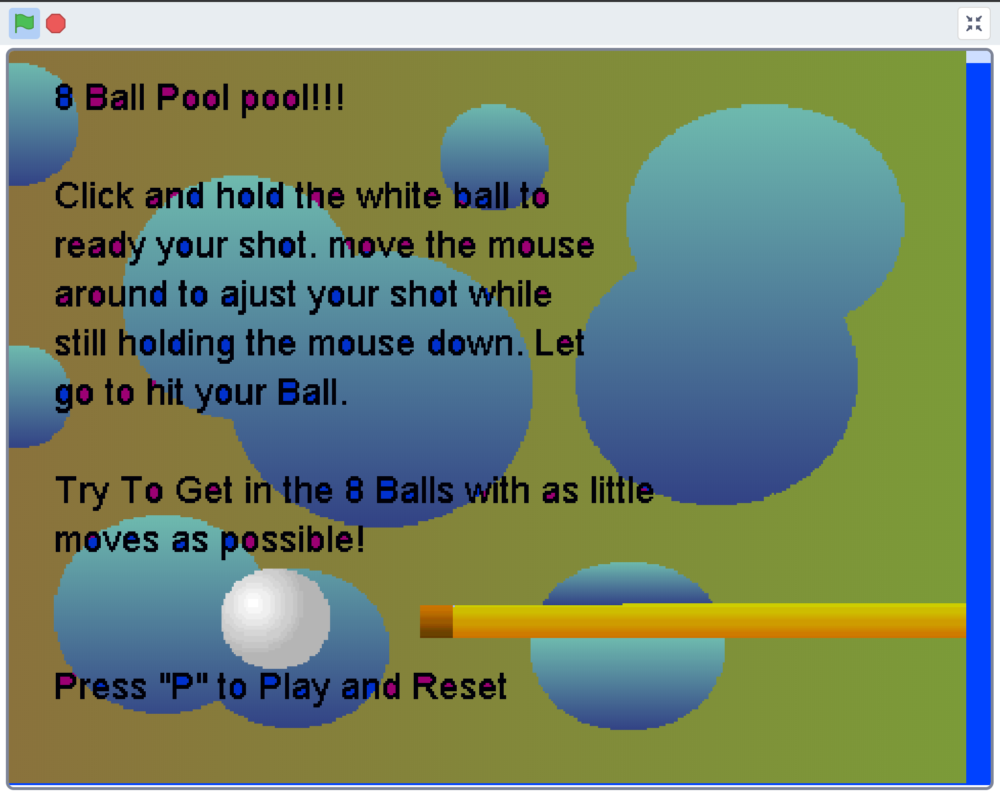 8 Ball Pool pool!!!
Click and hold the white ball to
ready your shot. move the mouse
around to ajust your shot while
still holding the mouse down. Let
go to hit your Ball.
Try To Get in the 8 Balls with as little
moves as possible!
Press "P" to Play and Reset